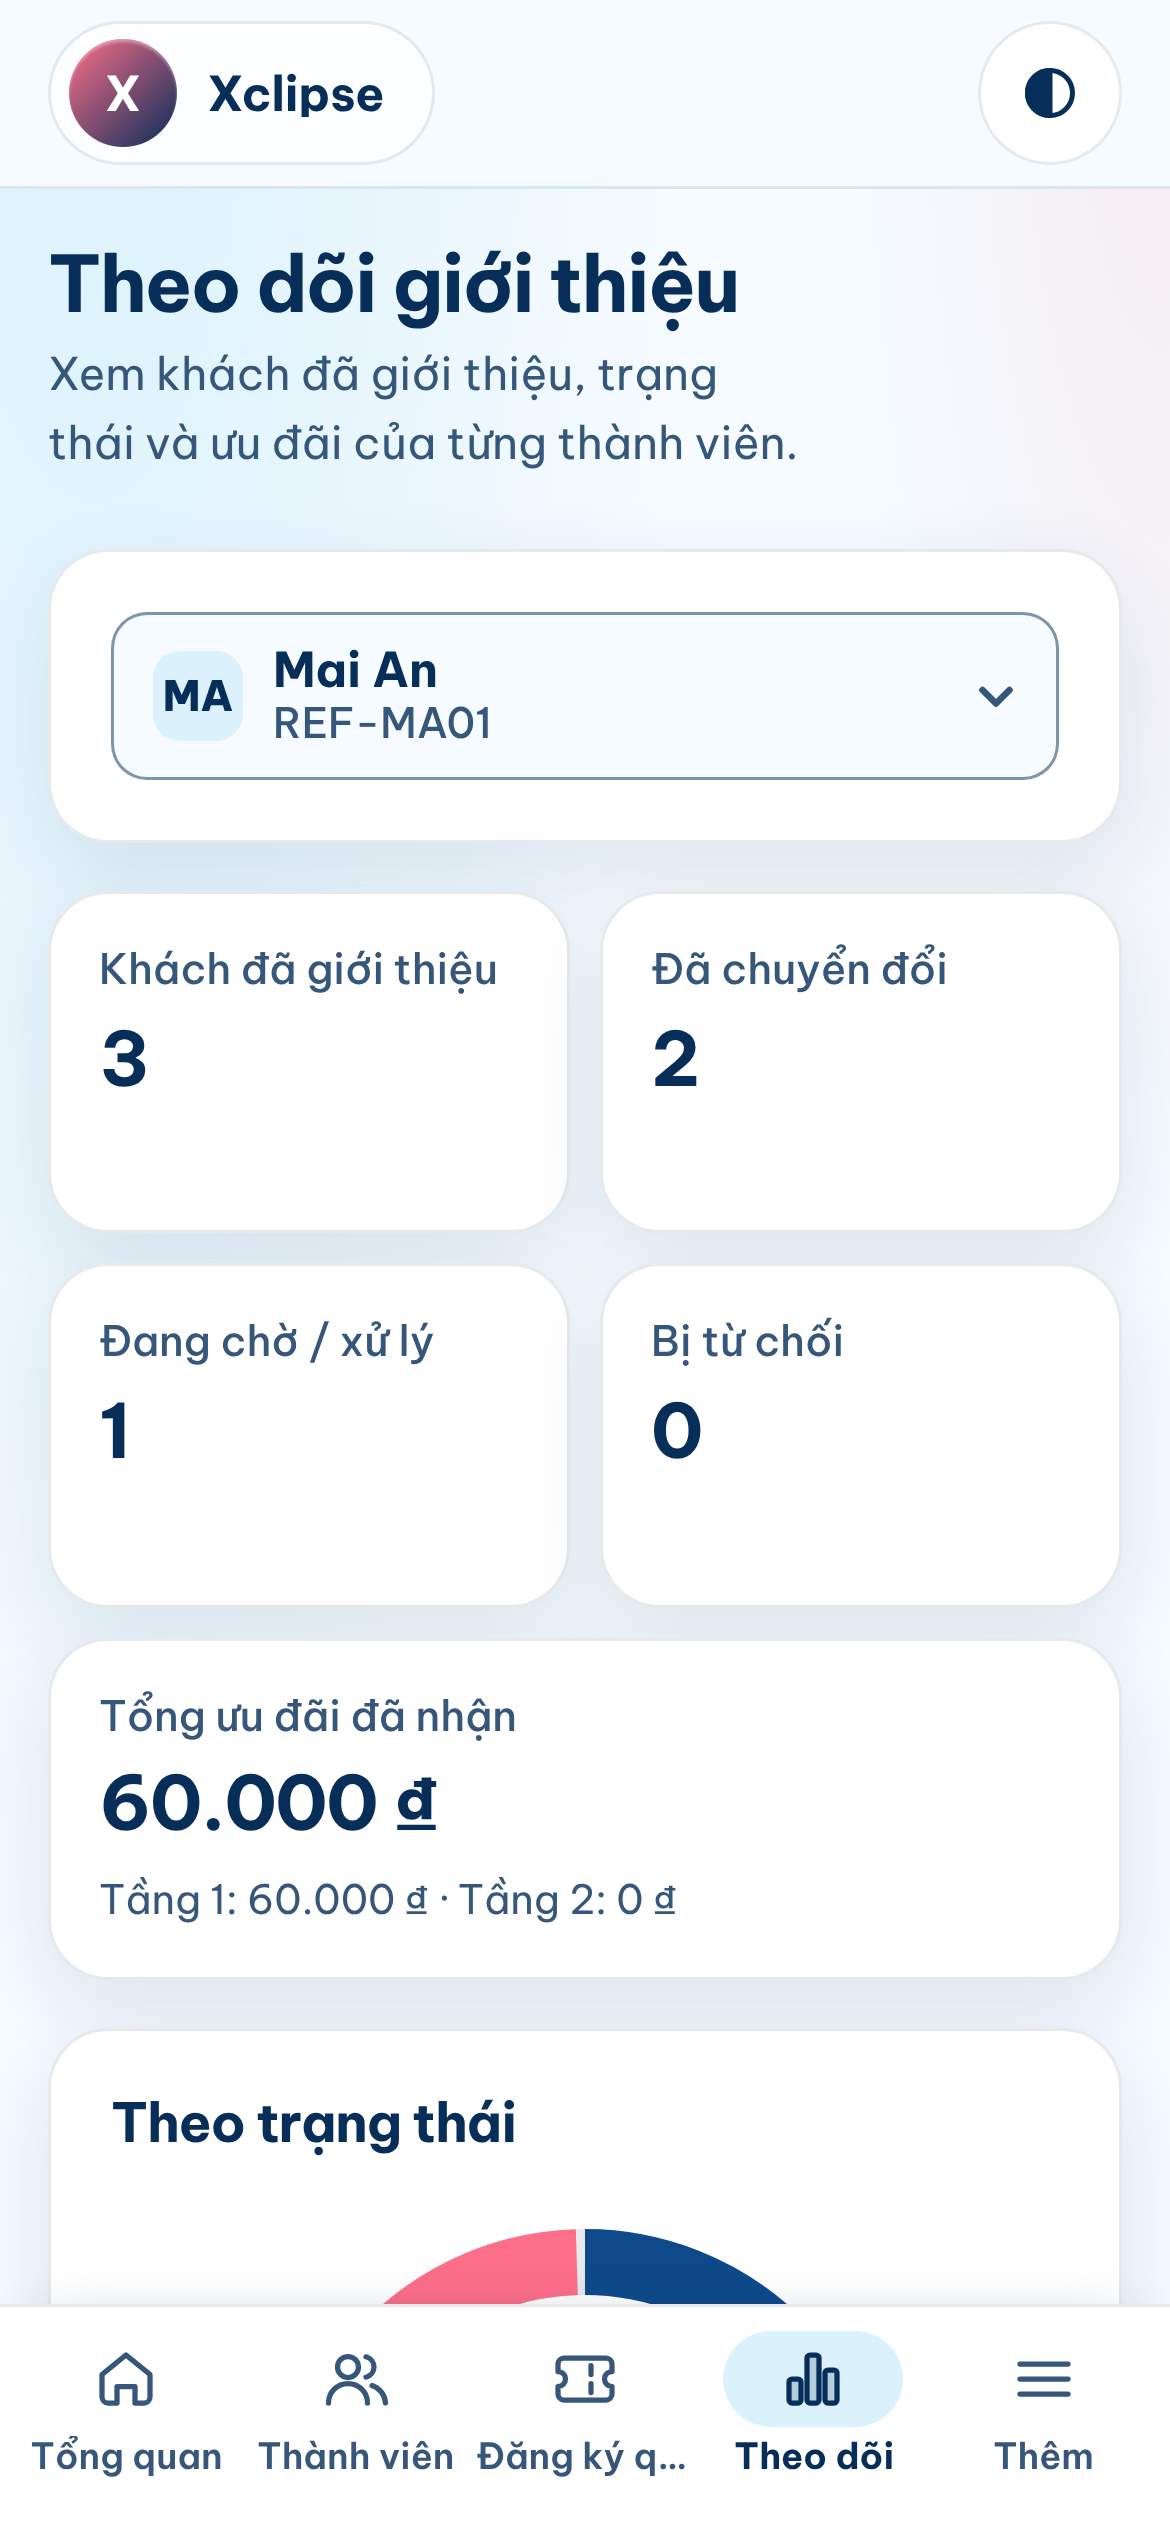 X Xclipse
Theo dõi giới thiệu
Xem khách đã giới thiệu, trạng
thái và ưu đãi của từng thành viên.
MA
Mai An
REF-MA01
Khách đã giới thiệu
3
Đã chuyển đổi
2
Đang chờ / xử lý
1
Bị từ chối
0
Tổng ưu đãi đã nhận
60.000 ₫
Tầng 1: 60.000 ₫ · Tầng 2: 0 ₫
Theo trạng thái
Tổng quan
Thành viên
Đăng ký q...
Theo dõi
Thêm